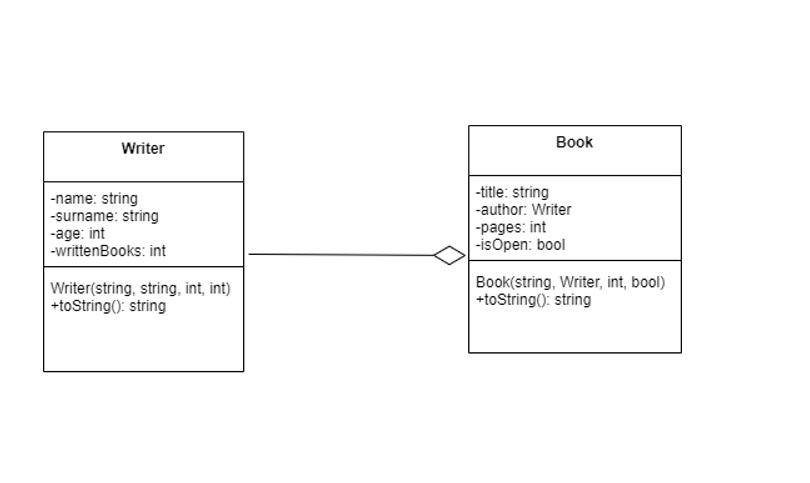 Writer
-name: string
-surname: string
-age: int
-writtenBooks: int
Writer(string, string, int, int)
+toString(): string
Book
-title: string
-author: Writer
-pages: int
-isOpen: bool
Book(string, Writer, int, bool)
+toString(): string